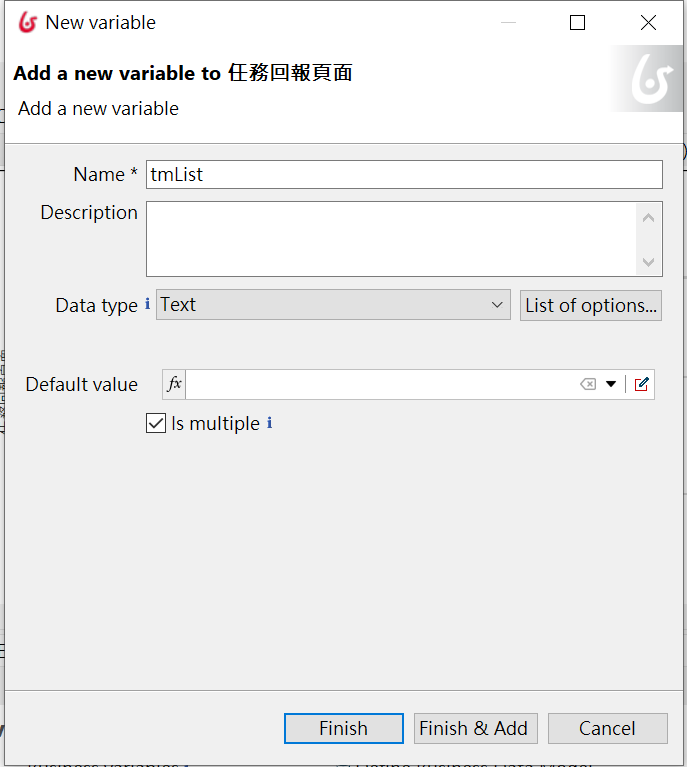 New variable
Add a new variable to 任務回報頁面
Add a new variable
Name * tmList
Description
Data type i Text List of options...
Default value fx
Is multiple i
Finish Finish & Add Cancel